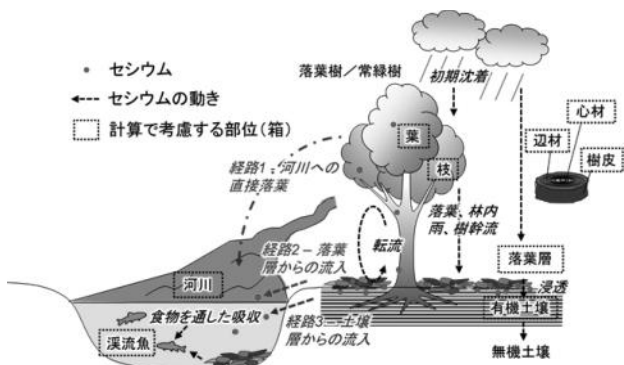 セシウム
セシウムの動き
計算で考慮する部位(箱)
落葉樹／常緑樹
初期沈着
葉
枝
心材
辺材
樹皮
経路1：河川への
直接落葉
落葉、林内
雨、樹幹流
転流
経路2－落葉
層からの流入
落葉層
浸透
河川
有機土壌
食物を通した吸収
経路3－土壌
層からの流入
渓流魚
無機土壌